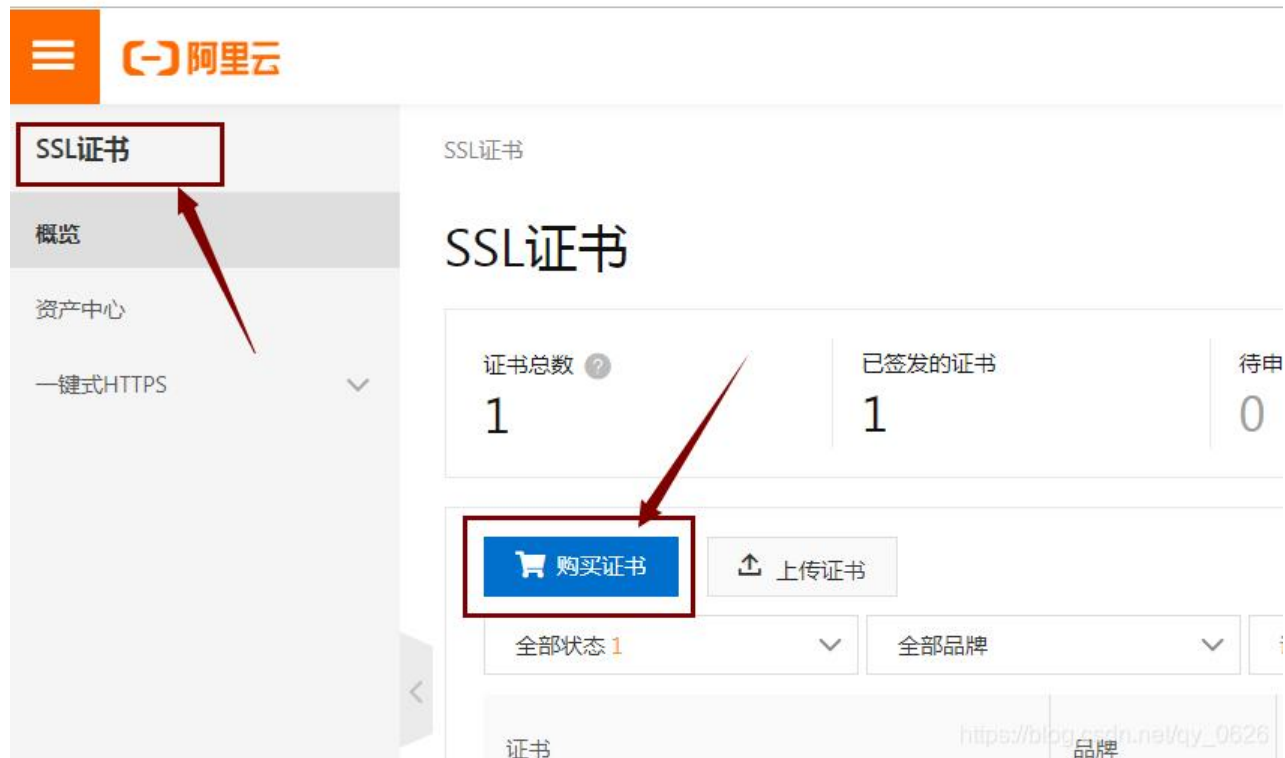 阿里云
SSL证书
概览
资产中心
一键式HTTPS
SSL证书
SSL证书
证书总数 ?
1
已签发的证书
1
待申
0
购买证书
上传证书
全部状态 1
全部品牌
证书
品牌
https://blog.csdn.net/qy_0626